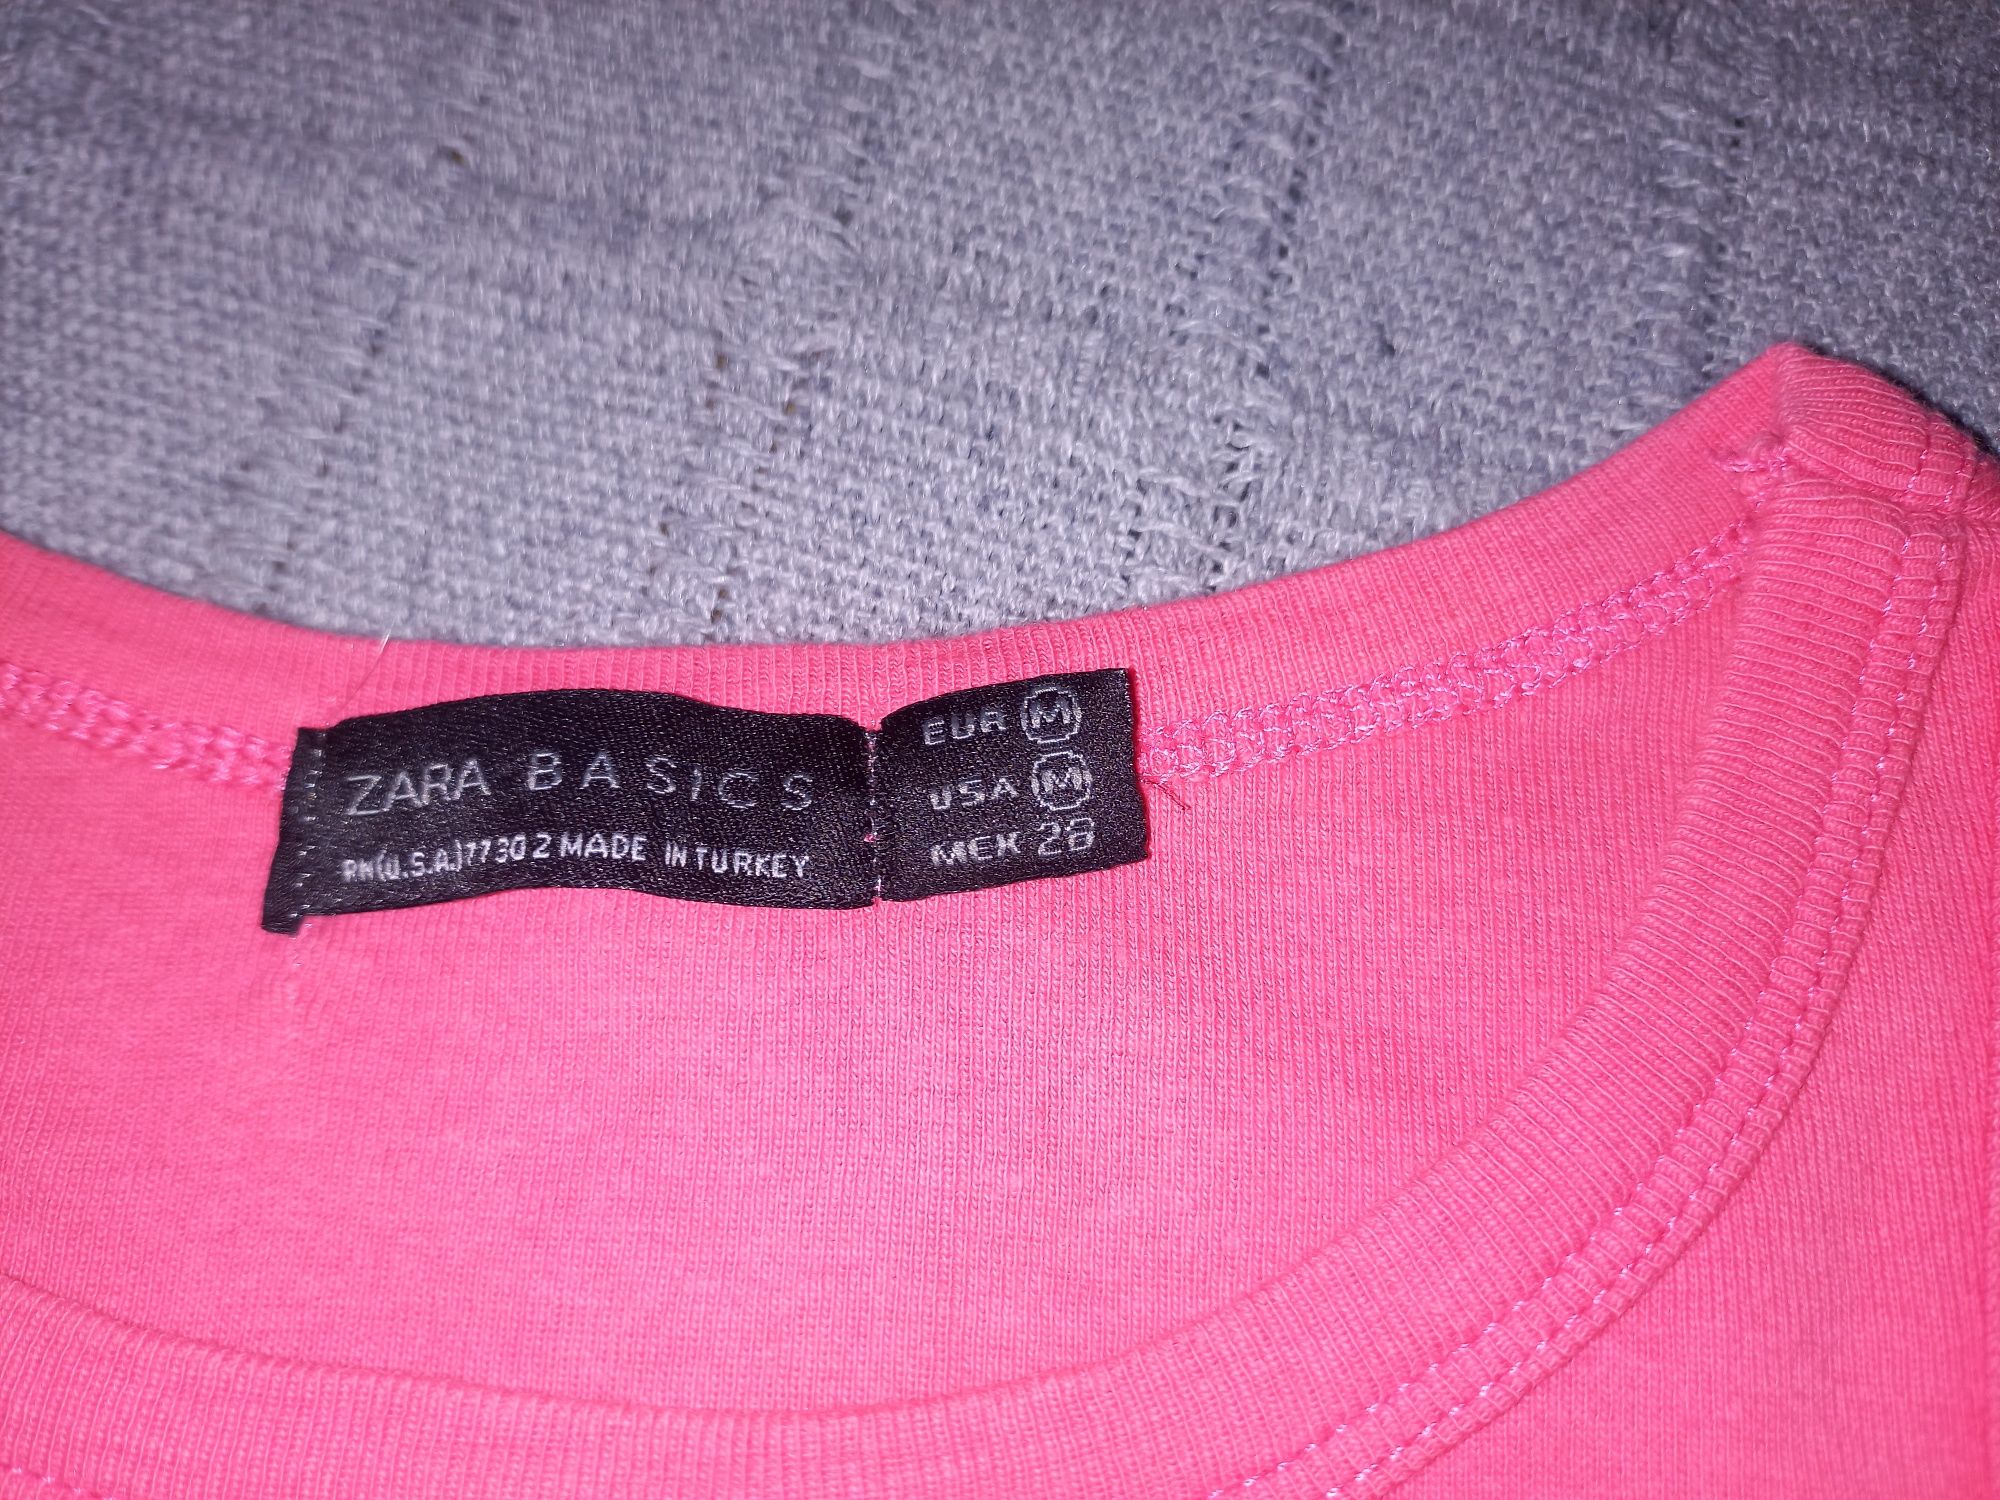 ZARA BASICS
RN(U.S.A.)77302 MADE IN TURKEY
EUR M
USA M
MEX 28